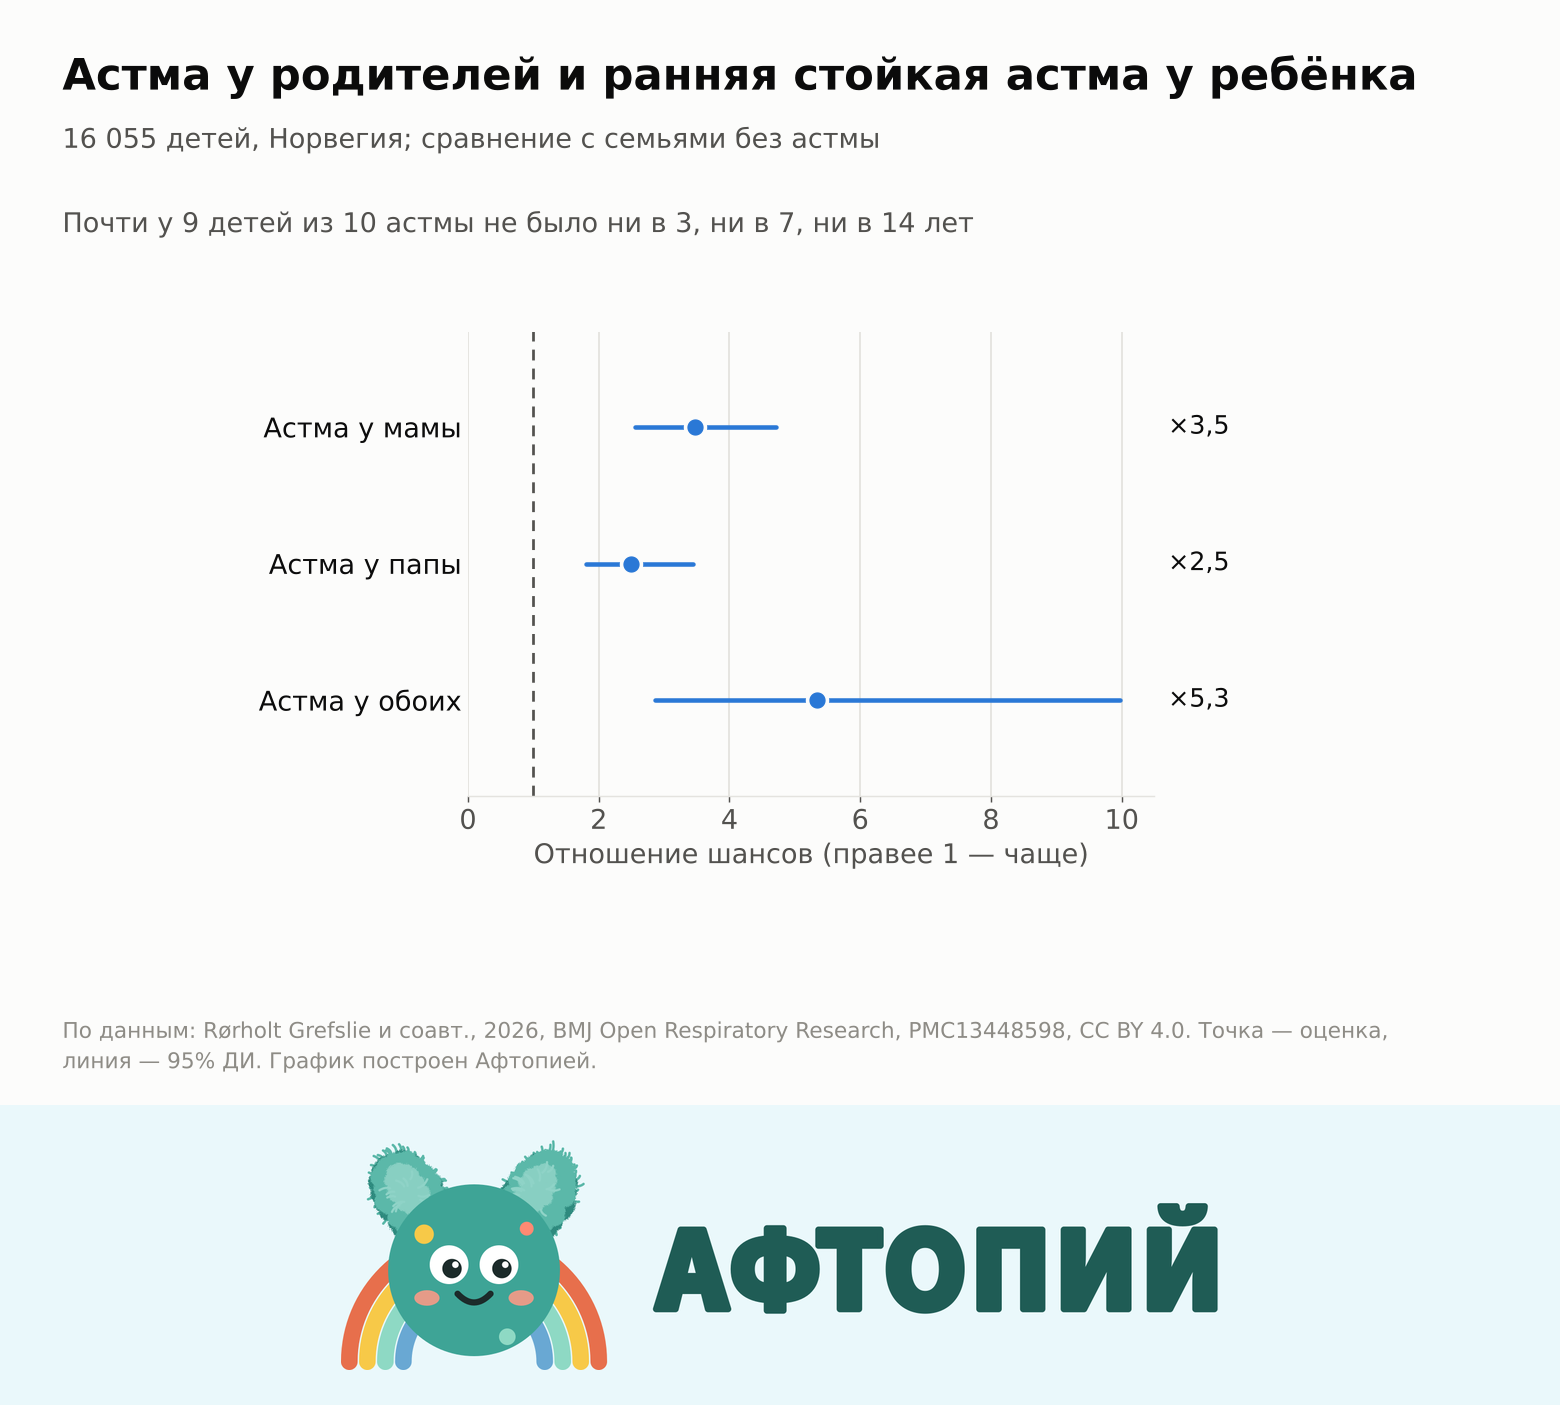 Астма у родителей и ранняя стойкая астма у ребёнка
16 055 детей, Норвегия; сравнение с семьями без астмы
Почти у 9 детей из 10 астмы не было ни в 3, ни в 7, ни в 14 лет
Астма у мамы ×3,5
Астма у папы ×2,5
Астма у обоих ×5,3
0 2 4 6 8 10
Отношение шансов (правее 1 — чаще)
По данным: Rørholt Grefslie и соавт., 2026, BMJ Open Respiratory Research, PMC13448598, CC BY 4.0. Точка — оценка,
линия — 95% ДИ. График построен Афтопией.
АФТОПИЙ